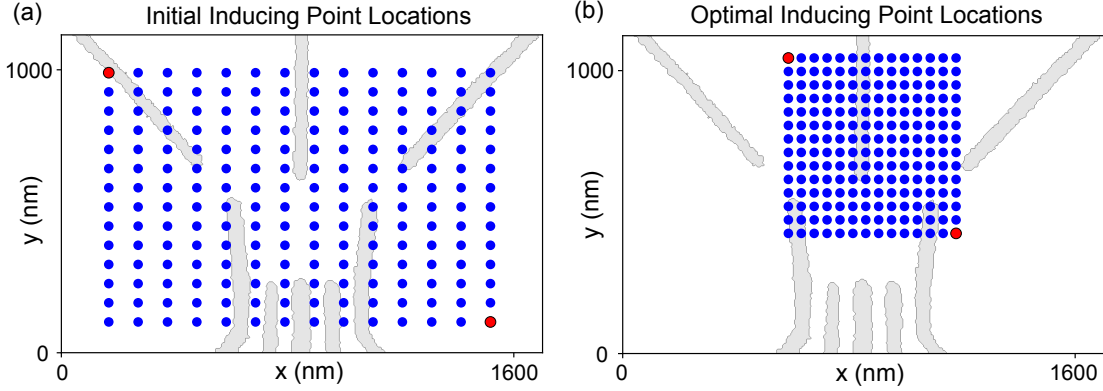 (a) Initial Inducing Point Locations
1000
y (nm)
0
0 x (nm) 1600
(b) Optimal Inducing Point Locations
1000
y (nm)
0
0 x (nm) 1600